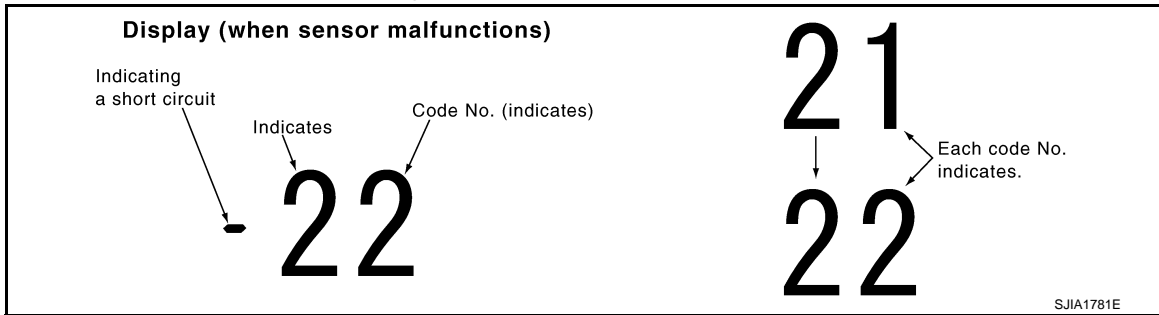 Display (when sensor malfunctions)
Indicating
a short circuit
Indicates
Code No. (indicates)
- 22
21
Each code No.
indicates.
22
SJIA1781E